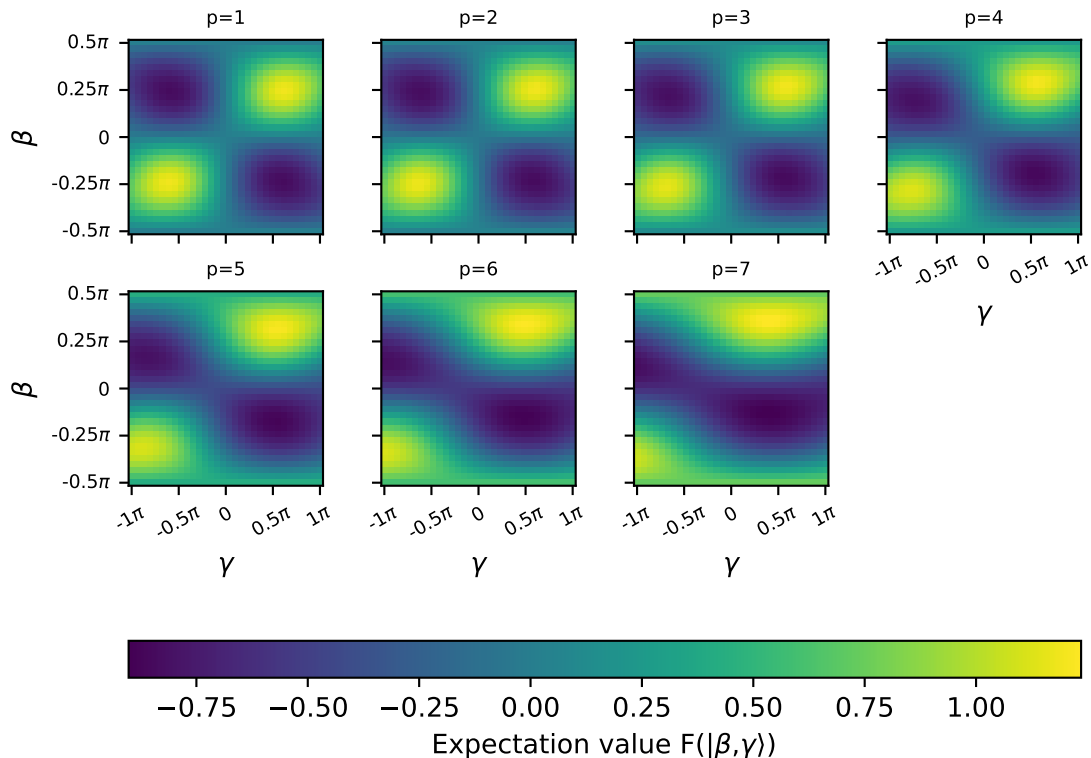 p=1
p=2
p=3
p=4
0.5π
0.25π
0
-0.25π
-0.5π
β
-1π
-0.5π
0
0.5π
1π
γ
p=5
p=6
p=7
0.5π
0.25π
0
-0.25π
-0.5π
β
-1π
-0.5π
0
0.5π
1π
-1π
-0.5π
0
0.5π
1π
-1π
-0.5π
0
0.5π
1π
γ
γ
γ
−0.75
−0.50
−0.25
0.00
0.25
0.50
0.75
1.00
Expectation value F(|β,γ⟩)